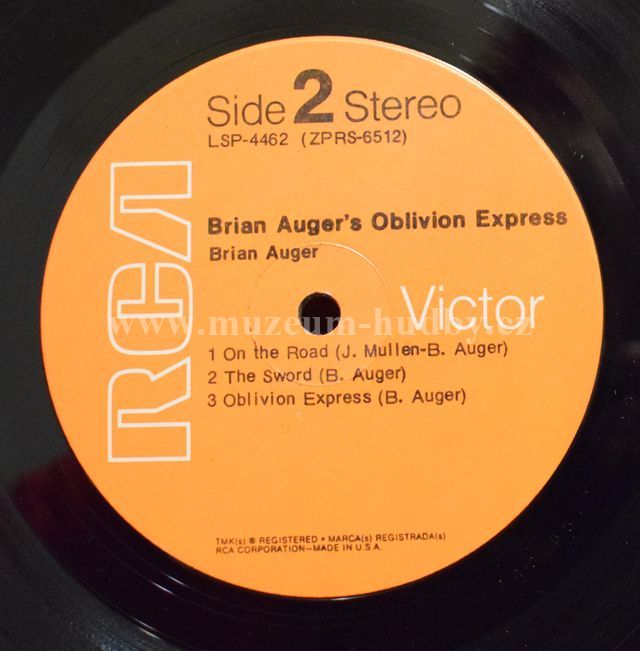 Side 2 Stereo
LSP-4462 (ZPRS-6512)
RCA
Brian Auger's Oblivion Express
Brian Auger
Victor
www.muzeum-hudby.cz
1 On the Road (J. Mullen-B. Auger)
2 The Sword (B. Auger)
3 Oblivion Express (B. Auger)
TMK(s) ® REGISTERED • MARCA(s) REGISTRADA(s)
RCA CORPORATION—MADE IN U.S.A.